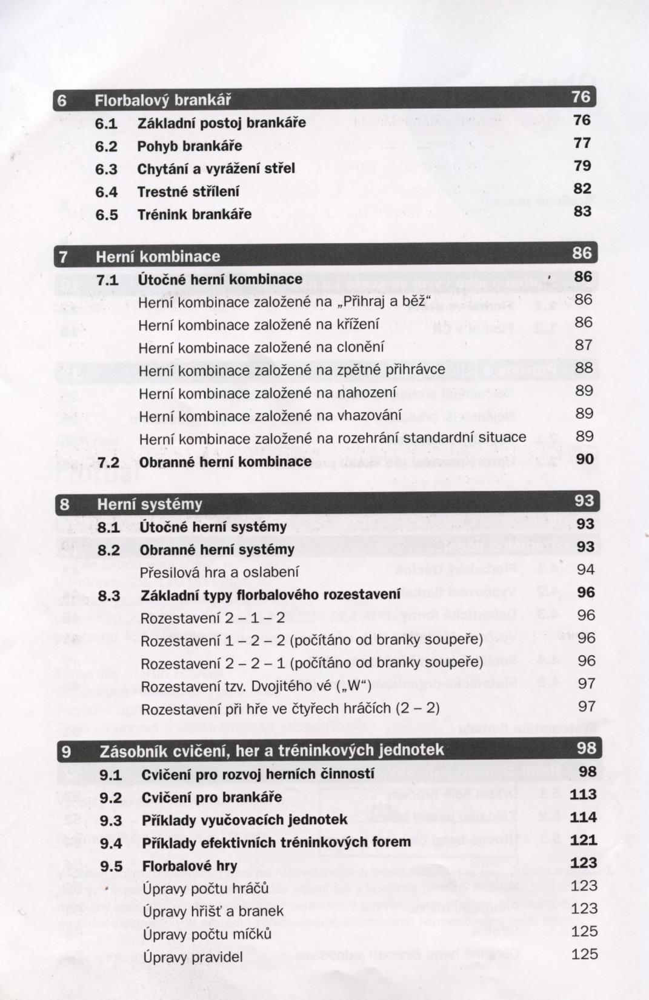 6 Florbalový brankář 76
6.1 Základní postoj brankáře 76
6.2 Pohyb brankáře 77
6.3 Chytání a vyrážení střel 79
6.4 Trestné střílení 82
6.5 Trénink brankáře 83
7 Herní kombinace 86
7.1 Útočné herní kombinace 86
Herní kombinace založené na „Přihraj a běž“ 86
Herní kombinace založené na křížení 86
Herní kombinace založené na clonění 87
Herní kombinace založené na zpětné přihrávce 88
Herní kombinace založené na nahození 89
Herní kombinace založené na vhazování 89
Herní kombinace založené na rozehrání standardní situace 89
7.2 Obranné herní kombinace 90
8 Herní systémy 93
8.1 Útočné herní systémy 93
8.2 Obranné herní systémy 93
Přesilová hra a oslabení 94
8.3 Základní typy florbalového rozestavení 96
Rozestavení 2 – 1 – 2 96
Rozestavení 1 – 2 – 2 (počítáno od branky soupeře) 96
Rozestavení 2 – 2 – 1 (počítáno od branky soupeře) 96
Rozestavení tzv. Dvojitého vé („W“) 97
Rozestavení při hře ve čtyřech hráčích (2 – 2) 97
9 Zásobník cvičení, her a tréninkových jednotek 98
9.1 Cvičení pro rozvoj herních činností 98
9.2 Cvičení pro brankáře 113
9.3 Příklady vyučovacích jednotek 114
9.4 Příklady efektivních tréninkových forem 121
9.5 Florbalové hry 123
Úpravy počtu hráčů 123
Úpravy hřišť a branek 123
Úpravy počtu míčků 125
Úpravy pravidel 125